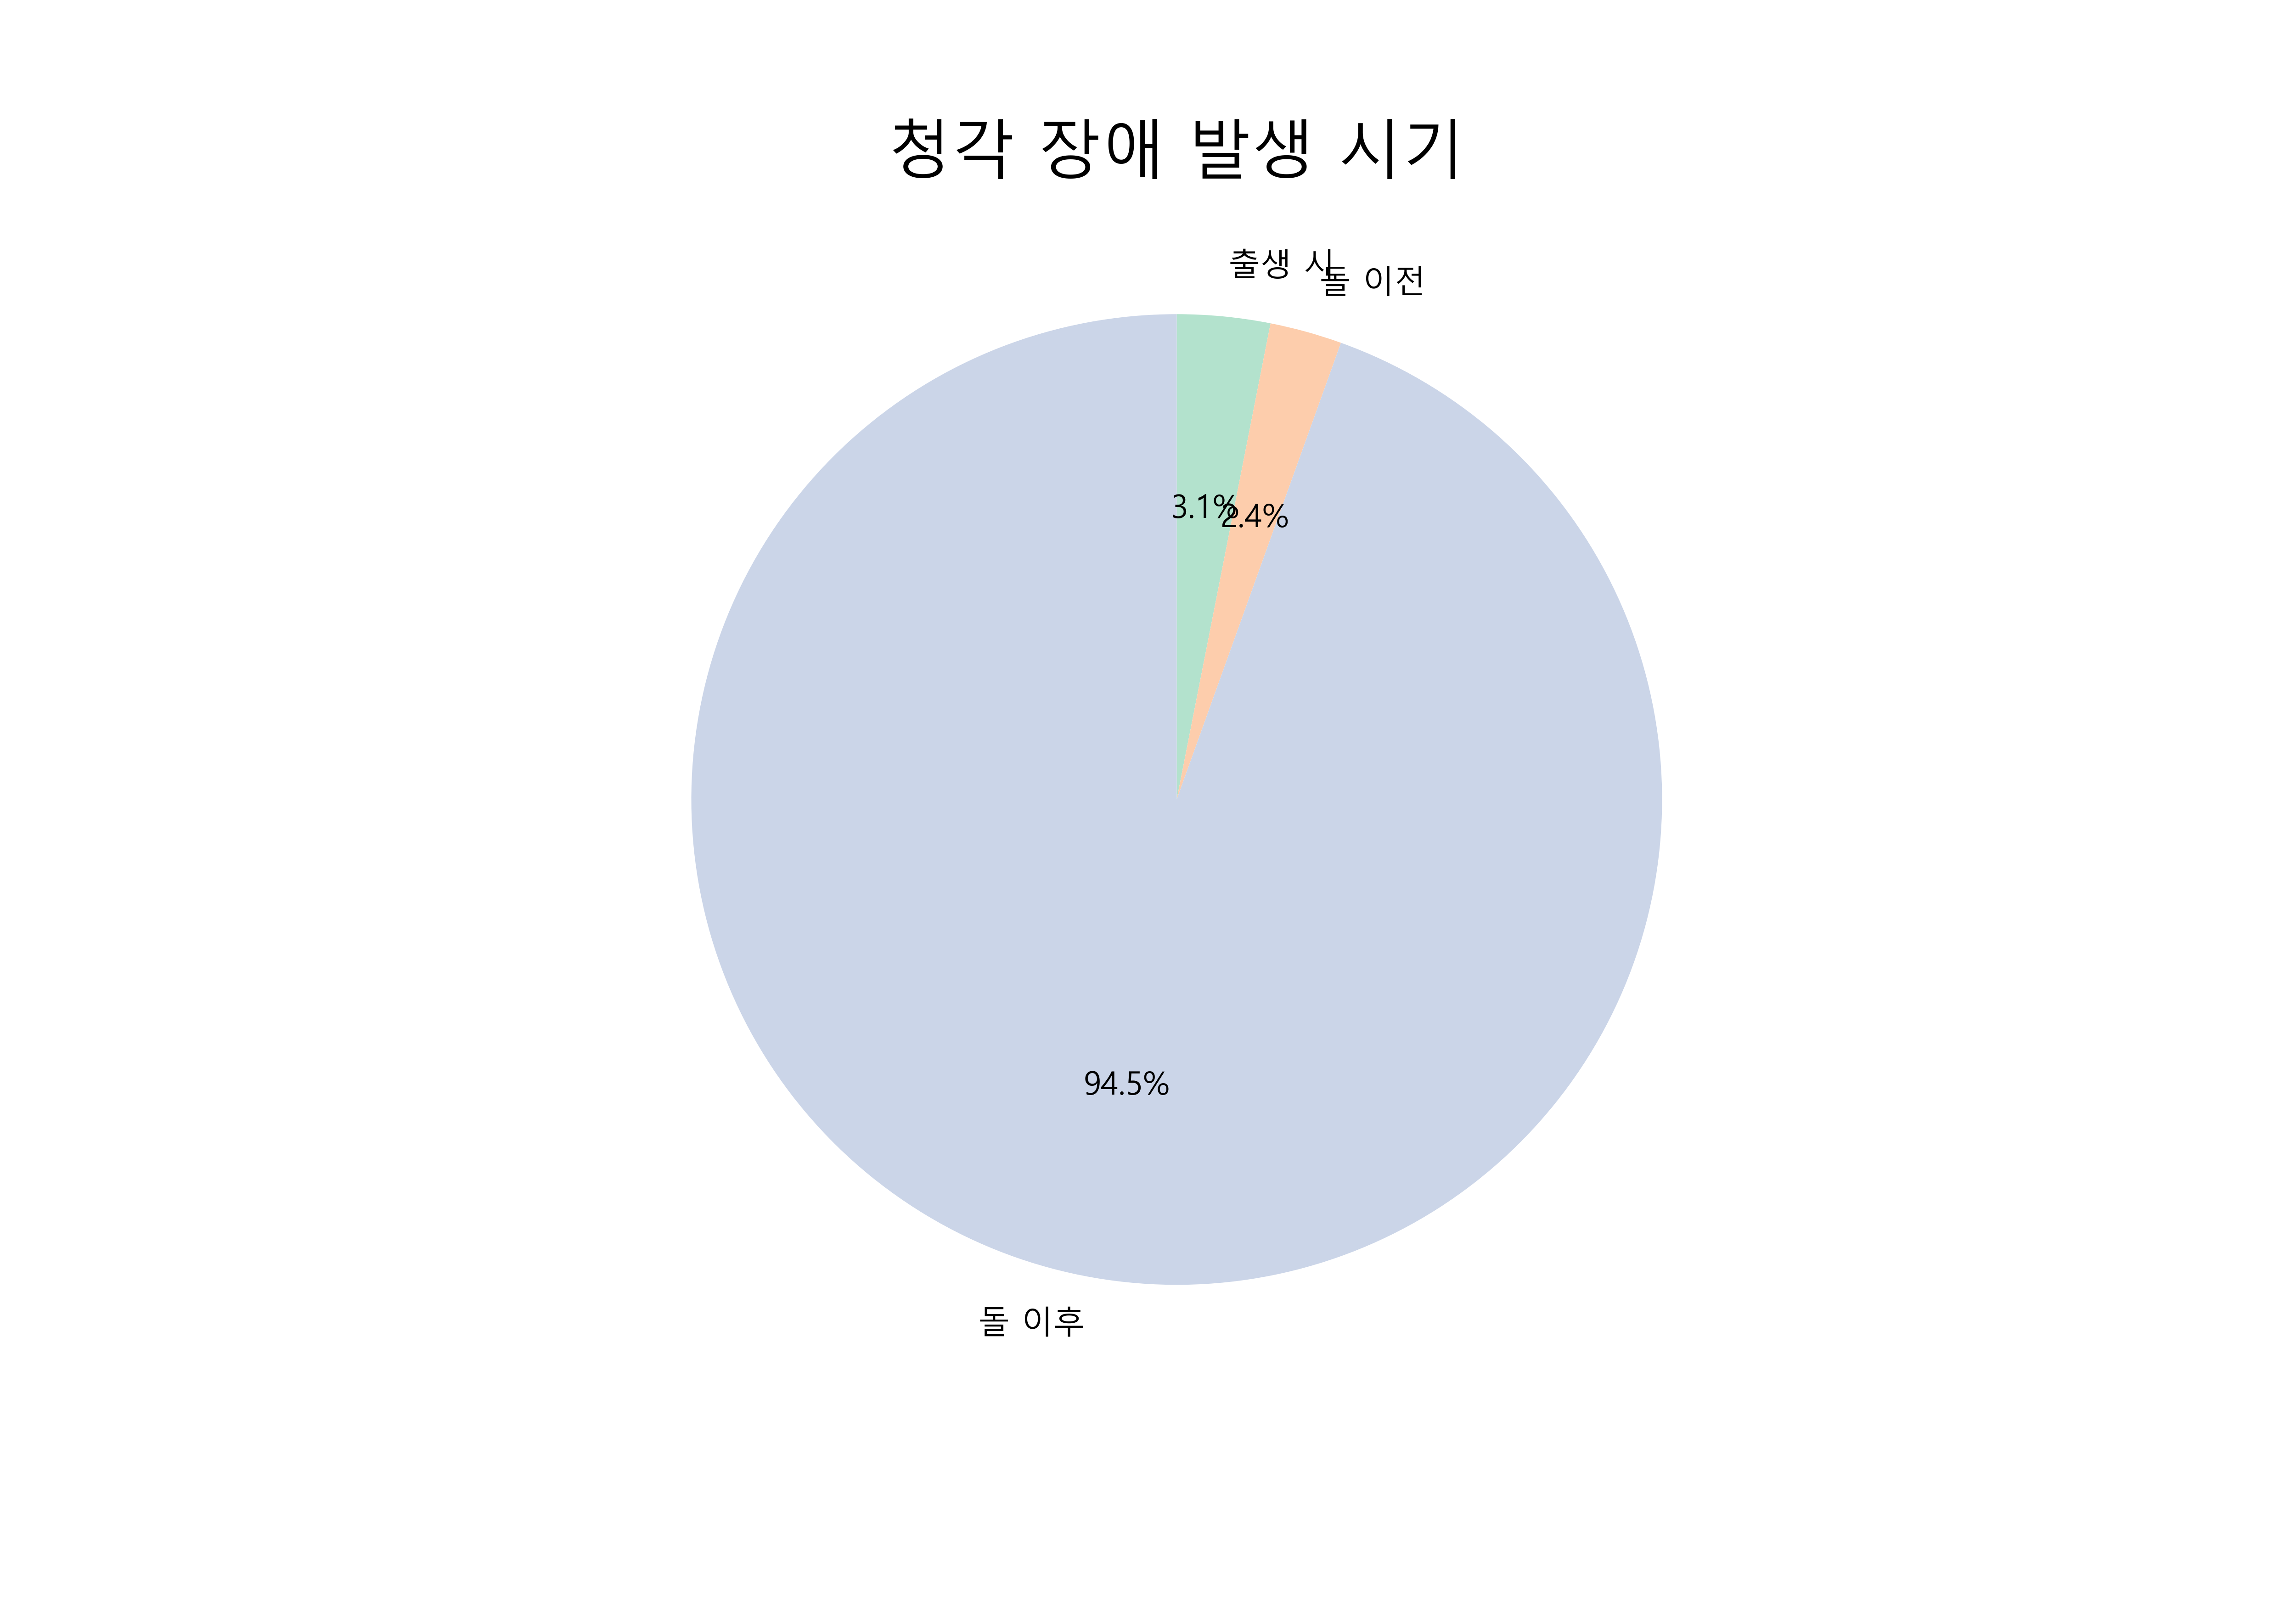 청각 장애 발생 시기
출생 시
돌 이전
3.1%
2.4%
94.5%
돌 이후